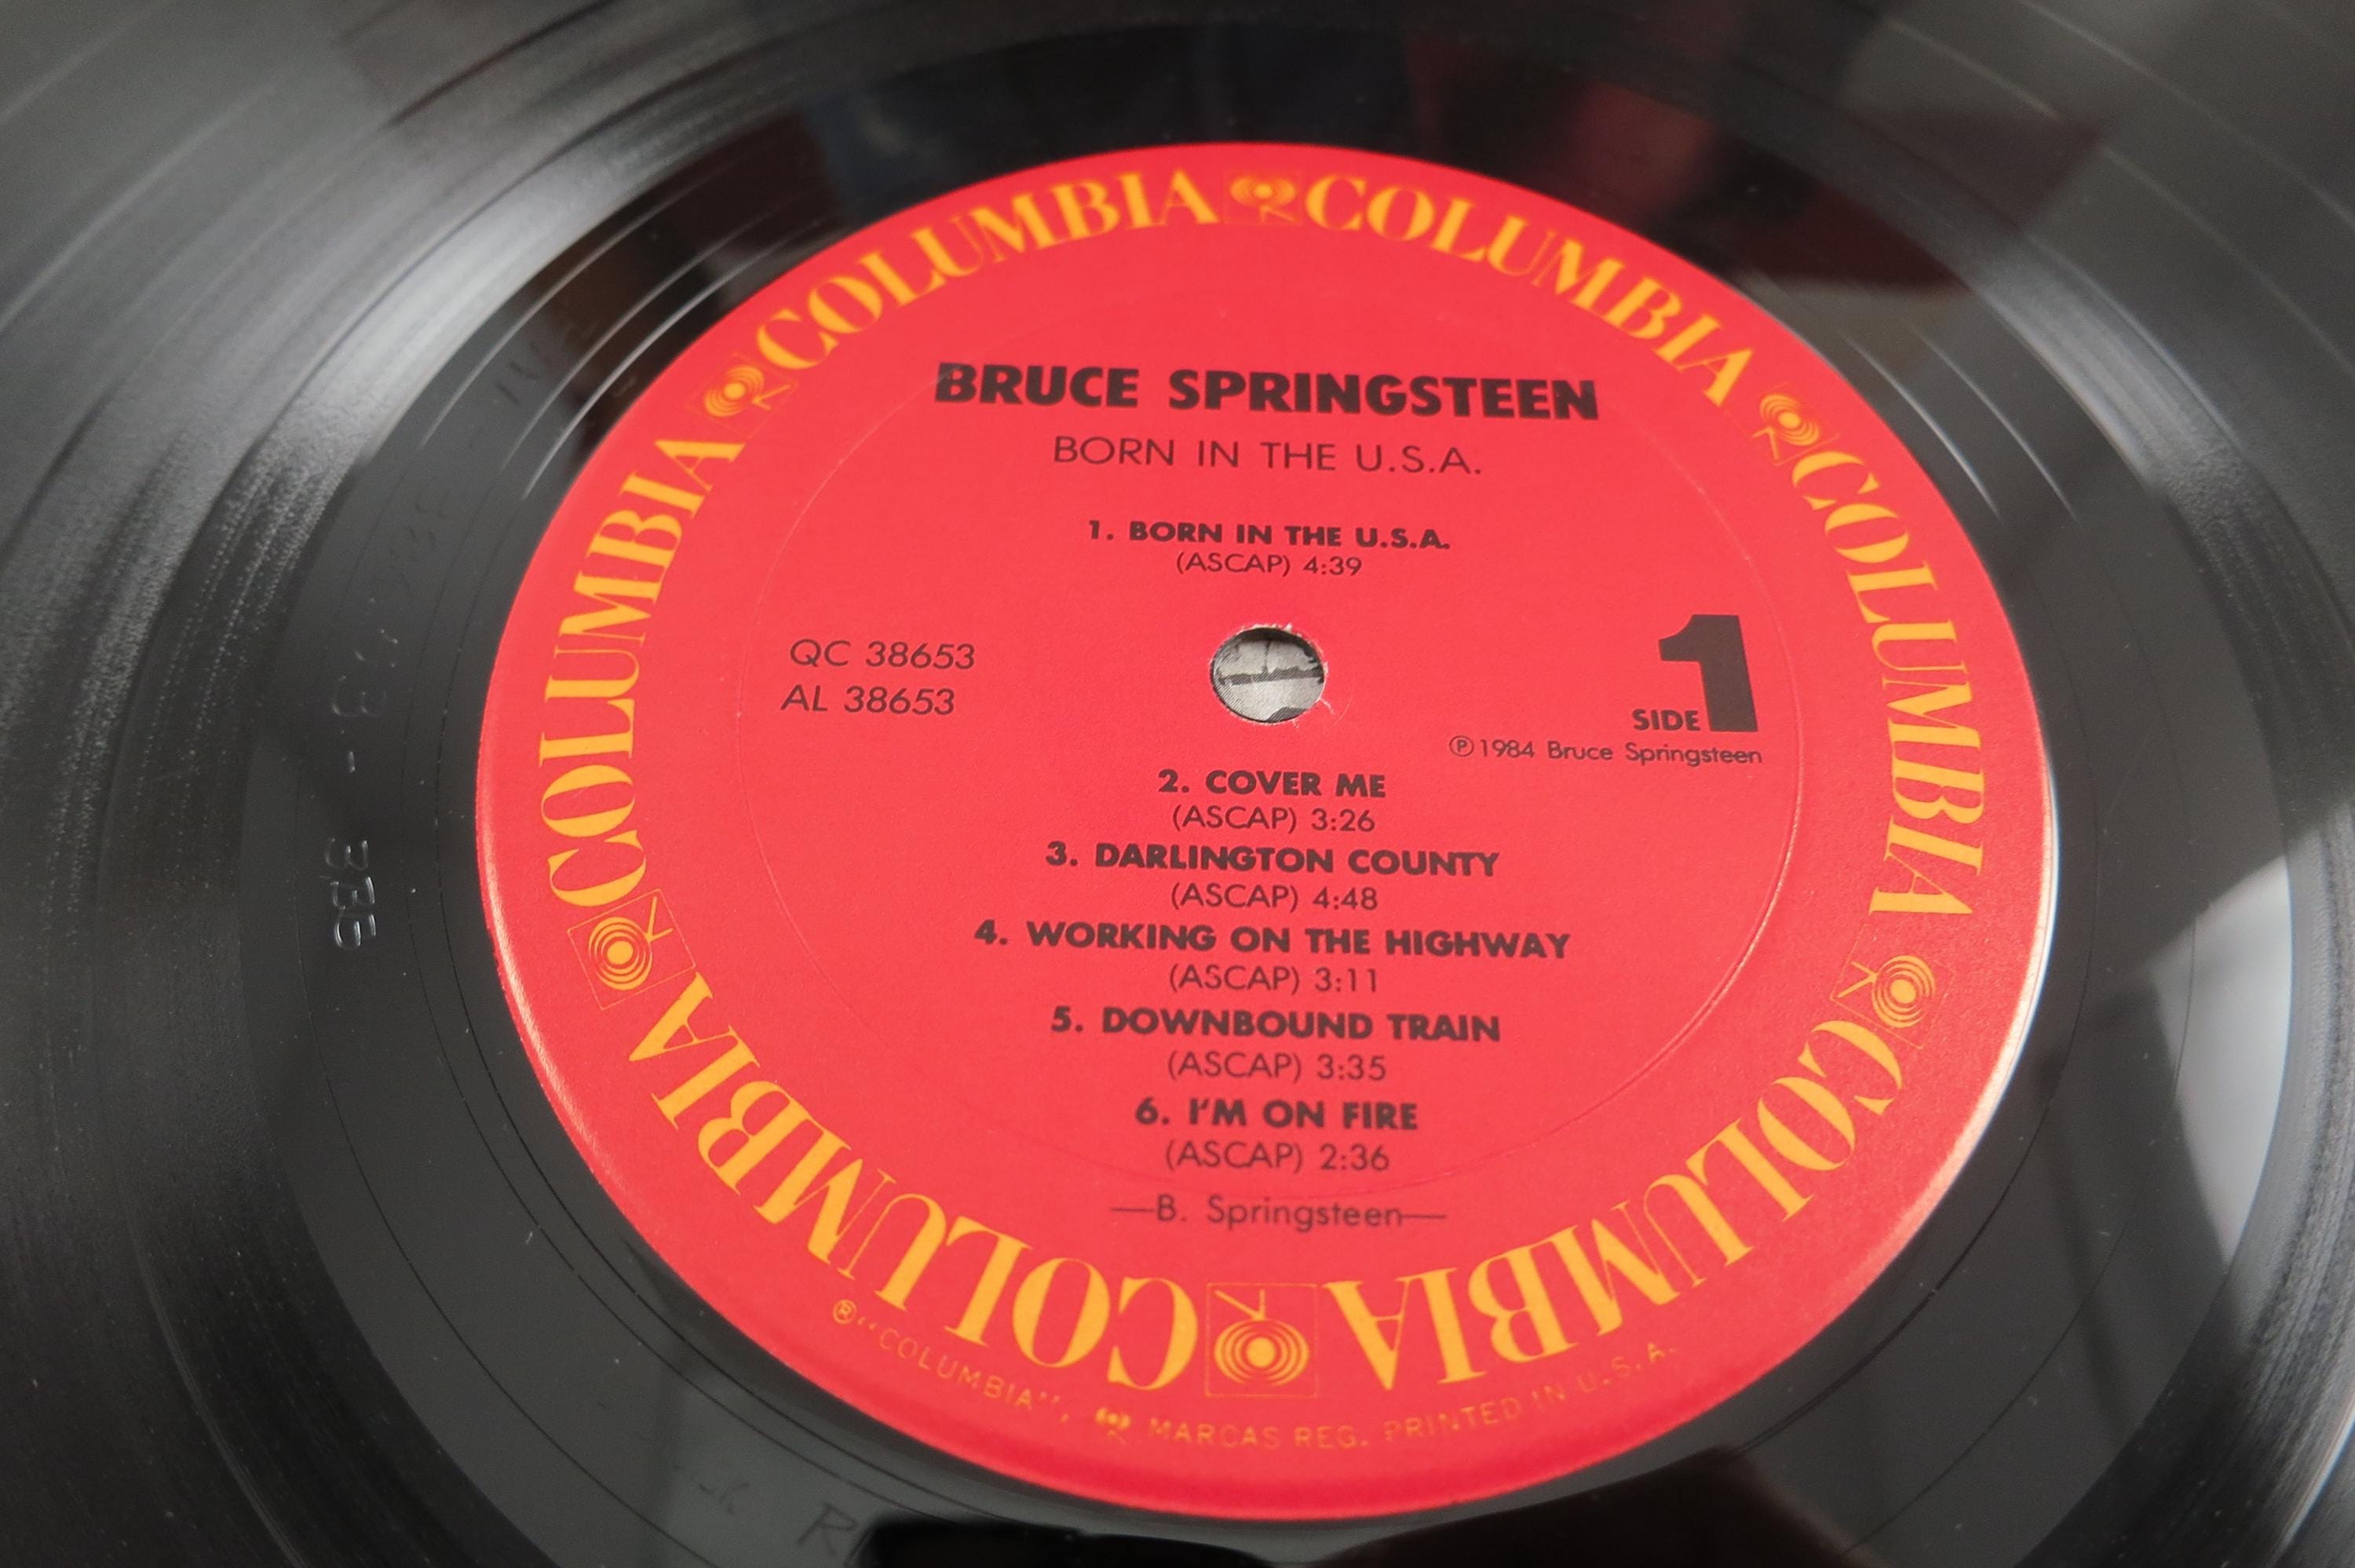 COLUMBIA COLUMBIA COLUMBIA COLUMBIA COLUMBIA COLUMBIA
BRUCE SPRINGSTEEN
BORN IN THE U.S.A.
1. BORN IN THE U.S.A.
(ASCAP) 4:39
QC 38653
AL 38653
SIDE 1
℗ 1984 Bruce Springsteen
2. COVER ME
(ASCAP) 3:26
3. DARLINGTON COUNTY
(ASCAP) 4:48
4. WORKING ON THE HIGHWAY
(ASCAP) 3:11
5. DOWNBOUND TRAIN
(ASCAP) 3:35
6. I'M ON FIRE
(ASCAP) 2:36
—B. Springsteen—
® "COLUMBIA", MARCAS REG. PRINTED IN U.S.A.